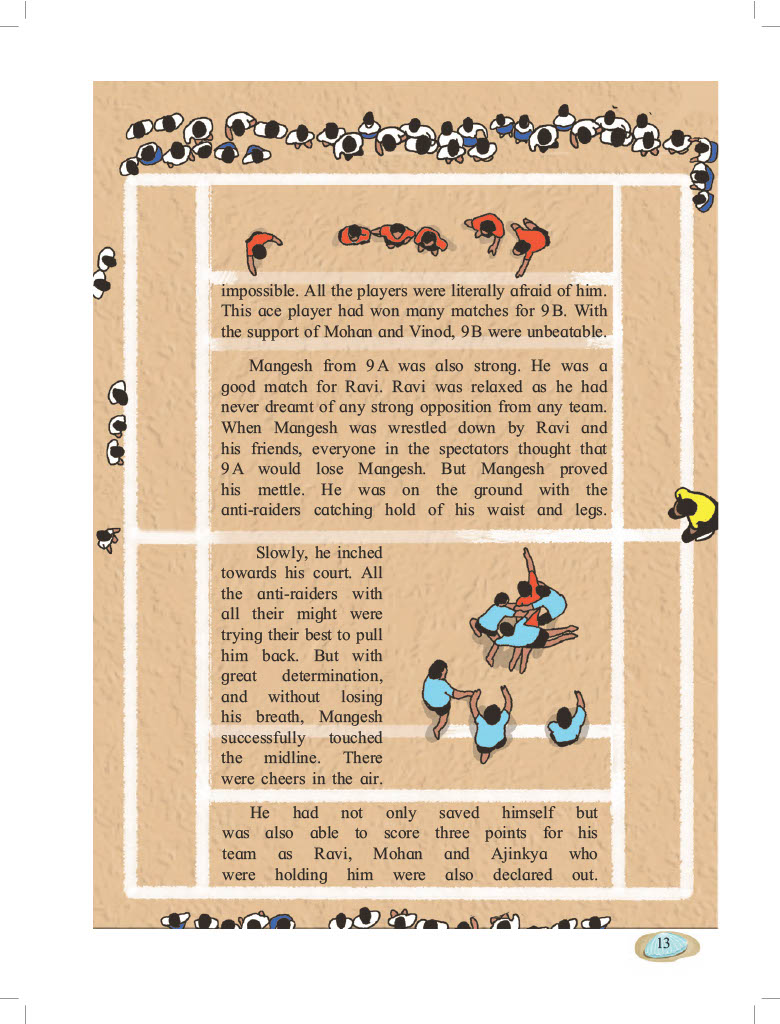 impossible. All the players were literally afraid of him.
This ace player had won many matches for 9 B. With
the support of Mohan and Vinod, 9 B were unbeatable.
Mangesh from 9 A was also strong. He was a
good match for Ravi. Ravi was relaxed as he had
never dreamt of any strong opposition from any team.
When Mangesh was wrestled down by Ravi and
his friends, everyone in the spectators thought that
9 A would lose Mangesh. But Mangesh proved
his mettle. He was on the ground with the
anti-raiders catching hold of his waist and legs.
Slowly, he inched
towards his court. All
the anti-raiders with
all their might were
trying their best to pull
him back. But with
great determination,
and without losing
his breath, Mangesh
successfully touched
the midline. There
were cheers in the air.
He had not only saved himself but
was also able to score three points for his
team as Ravi, Mohan and Ajinkya who
were holding him were also declared out.
13